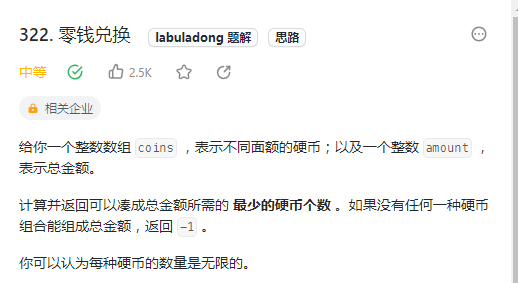 322. 零钱兑换 labuladong 题解 思路
中等 2.5K
相关企业
给你一个整数数组 coins ，表示不同面额的硬币；以及一个整数 amount ，
表示总金额。
计算并返回可以凑成总金额所需的 最少的硬币个数 。如果没有任何一种硬币
组合能组成总金额，返回 -1 。
你可以认为每种硬币的数量是无限的。